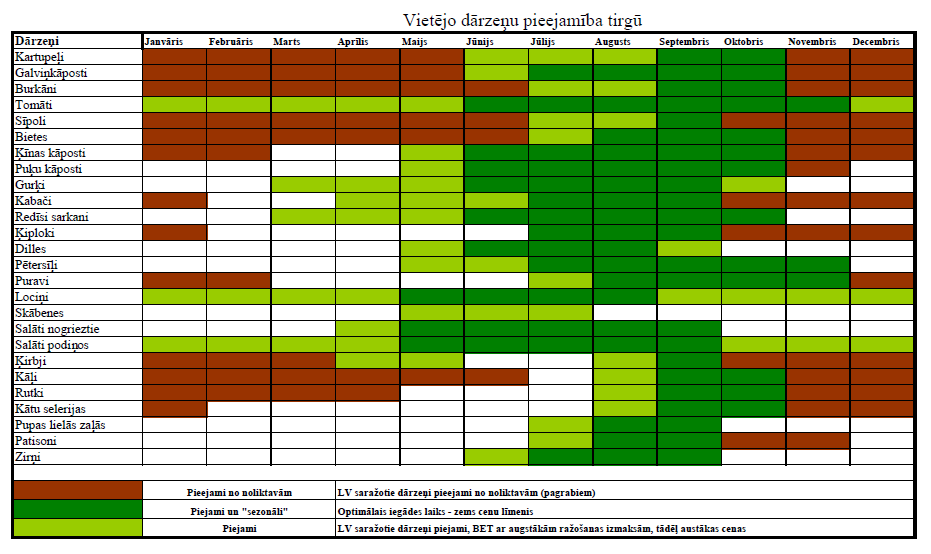 Vietējo dārzeņu pieejamība tirgū
Dārzeņi Janvāris Februāris Marts Aprīlis Maijs Jūnijs Jūlijs Augusts Septembris Oktobris Novembris Decembris
Kartupeļi
Galviņkāposti
Burkāni
Tomāti
Sīpoli
Bietes
Ķīnas kāposti
Puķu kāposti
Gurķi
Kabači
Redīsi sarkani
Ķiploki
Dilles
Pētersīļi
Puravi
Lociņi
Skābenes
Salāti nogrieztie
Salāti podiņos
Ķirbji
Kāļi
Rutki
Kātu selerijas
Pupas lielās zaļās
Patisoni
Zirņi
Pieejami no noliktavām LV saražotie dārzeņi pieejami no noliktavām (pagrabiem)
Piejami un "sezonāli" Optimālais iegādes laiks - zems cenu līmenis
Piejami LV saražotie dārzeņi piejami, BET ar augstākām ražošanas izmaksām, tādēļ austākas cenas